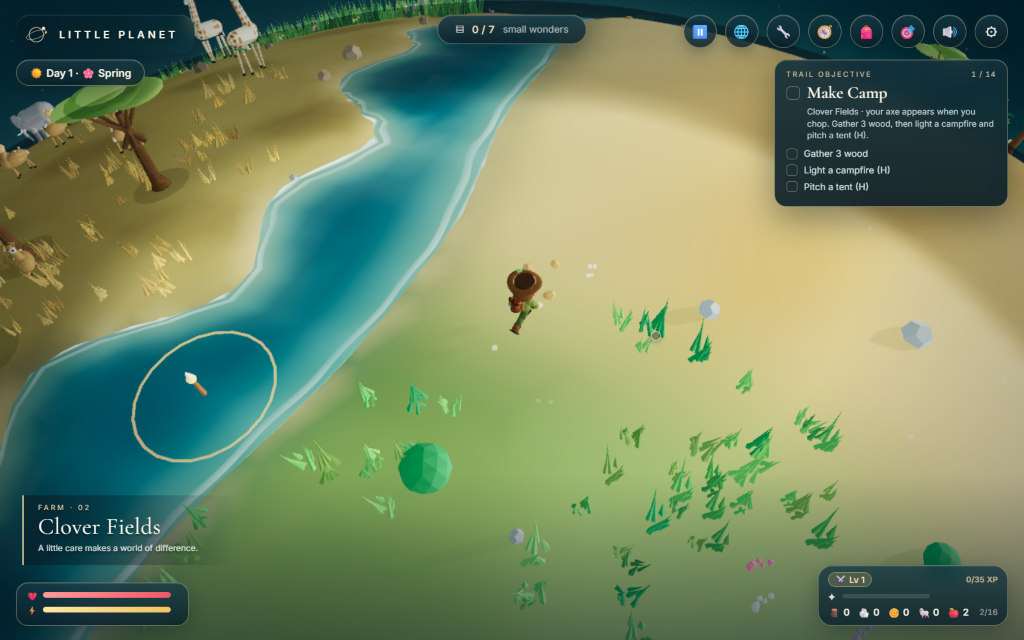 LITTLE PLANET
0 / 7 small wonders
Day 1 · Spring
TRAIL OBJECTIVE 1 / 14
Make Camp
Clover Fields · your axe appears when you
chop. Gather 3 wood, then light a campfire and
pitch a tent (H).
Gather 3 wood
Light a campfire (H)
Pitch a tent (H)
FARM · 02
Clover Fields
A little care makes a world of difference.
Lv 1 0/35 XP
0 0 0 0 2 2/16